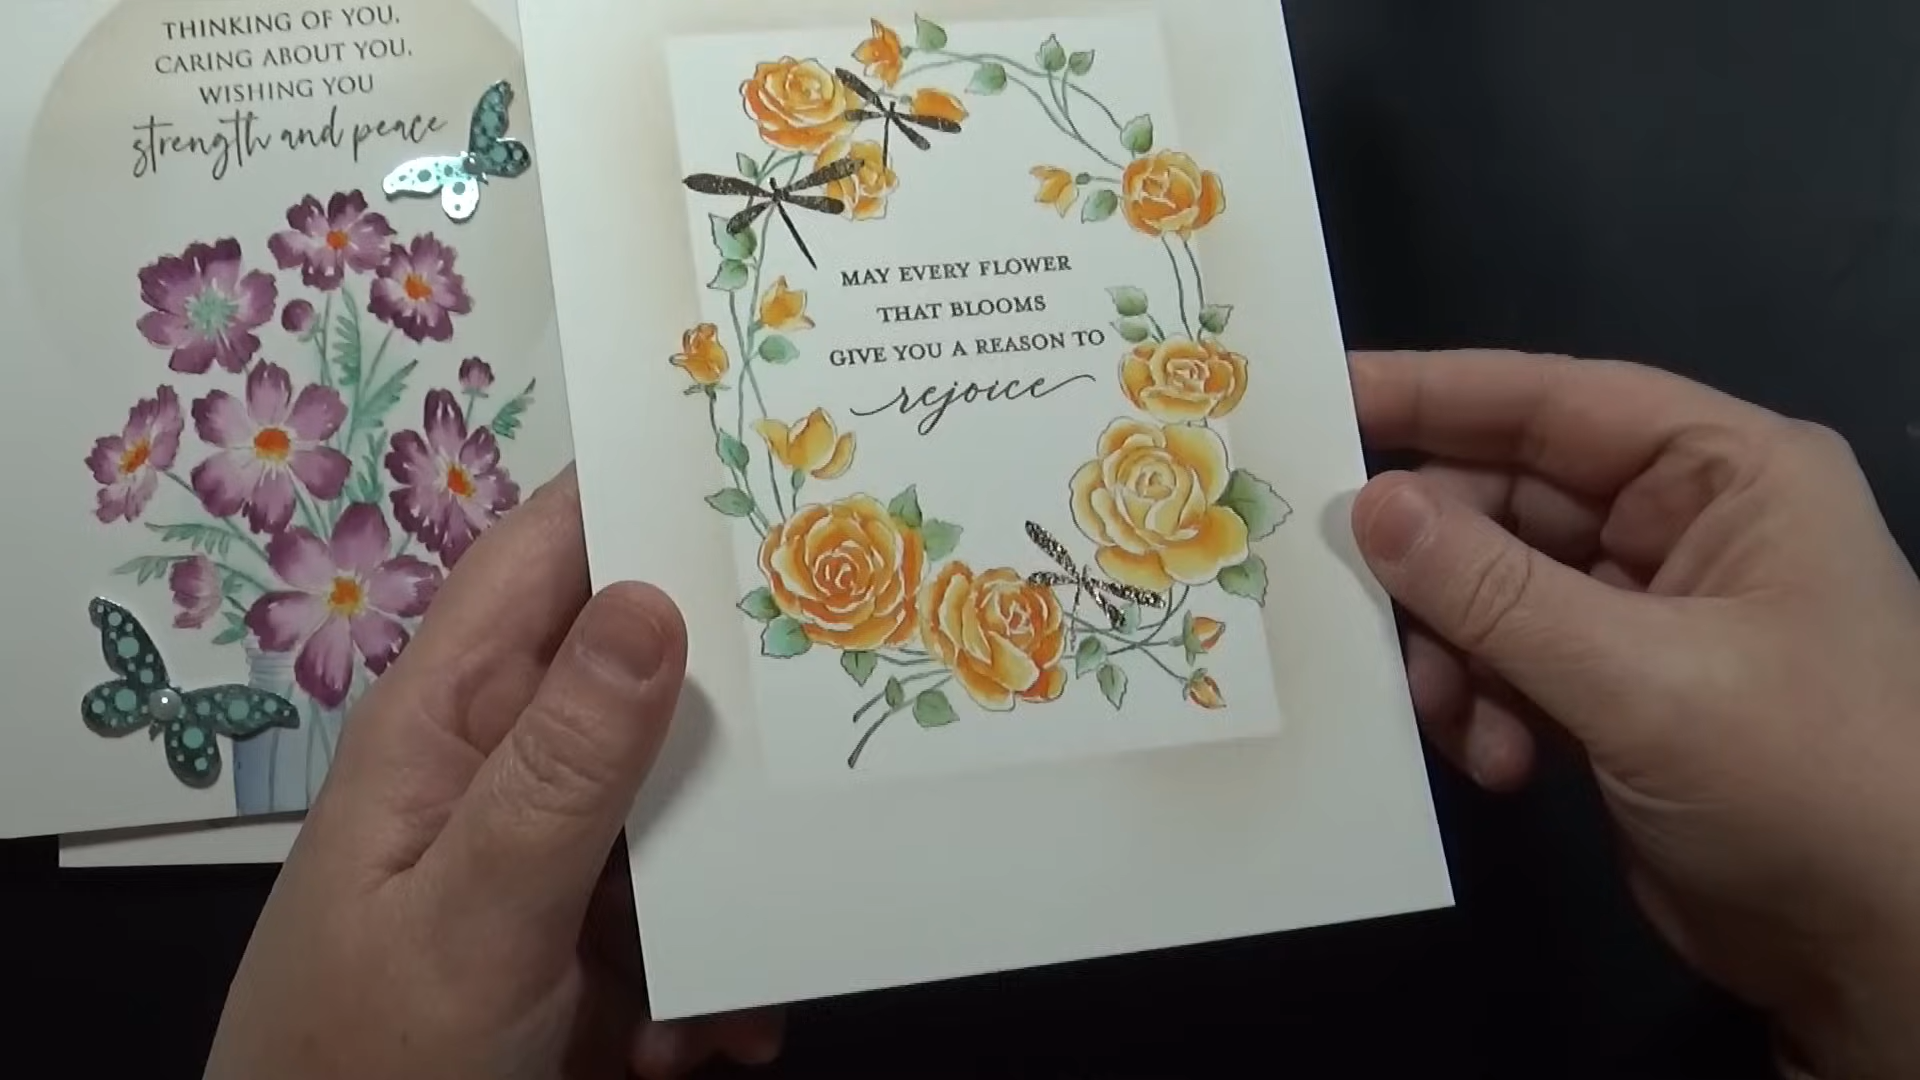 THINKING OF YOU,
CARING ABOUT YOU,
WISHING YOU
strength and peace
MAY EVERY FLOWER
THAT BLOOMS
GIVE YOU A REASON TO
rejoice